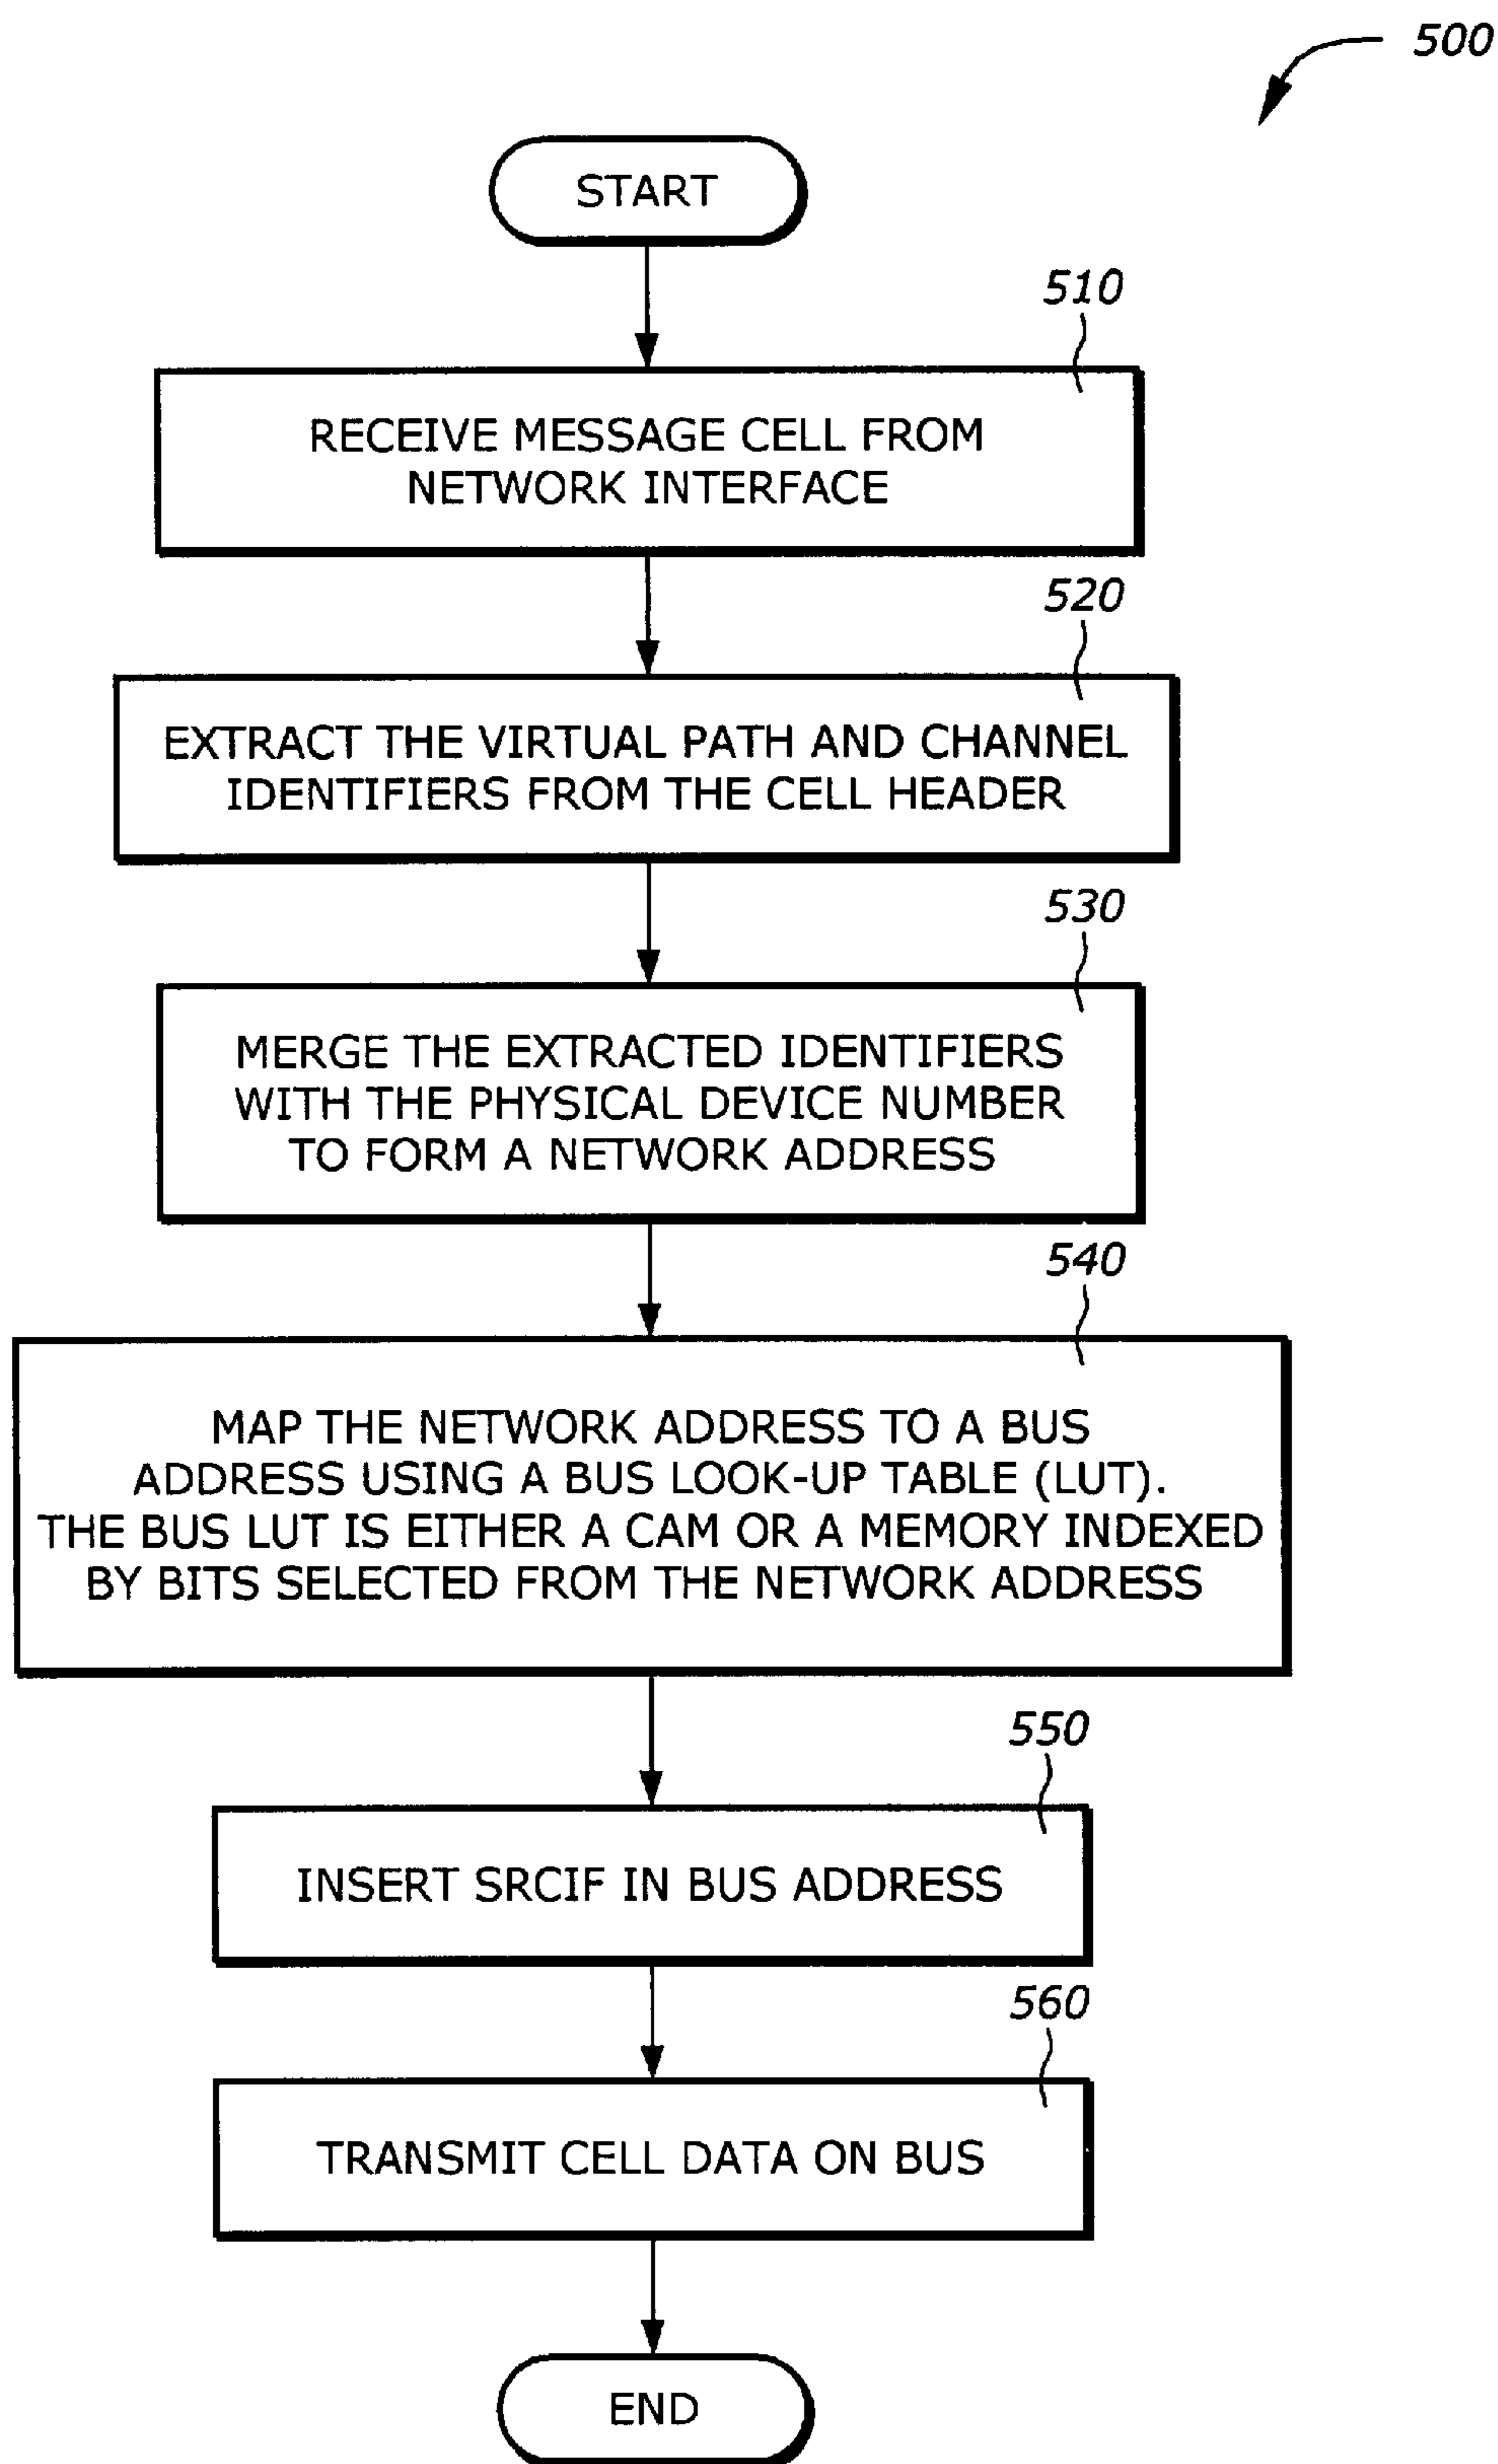 500
START
510
RECEIVE MESSAGE CELL FROM
NETWORK INTERFACE
520
EXTRACT THE VIRTUAL PATH AND CHANNEL
IDENTIFIERS FROM THE CELL HEADER
530
MERGE THE EXTRACTED IDENTIFIERS
WITH THE PHYSICAL DEVICE NUMBER
TO FORM A NETWORK ADDRESS
540
MAP THE NETWORK ADDRESS TO A BUS
ADDRESS USING A BUS LOOK-UP TABLE (LUT).
THE BUS LUT IS EITHER A CAM OR A MEMORY INDEXED
BY BITS SELECTED FROM THE NETWORK ADDRESS
550
INSERT SRCIF IN BUS ADDRESS
560
TRANSMIT CELL DATA ON BUS
END